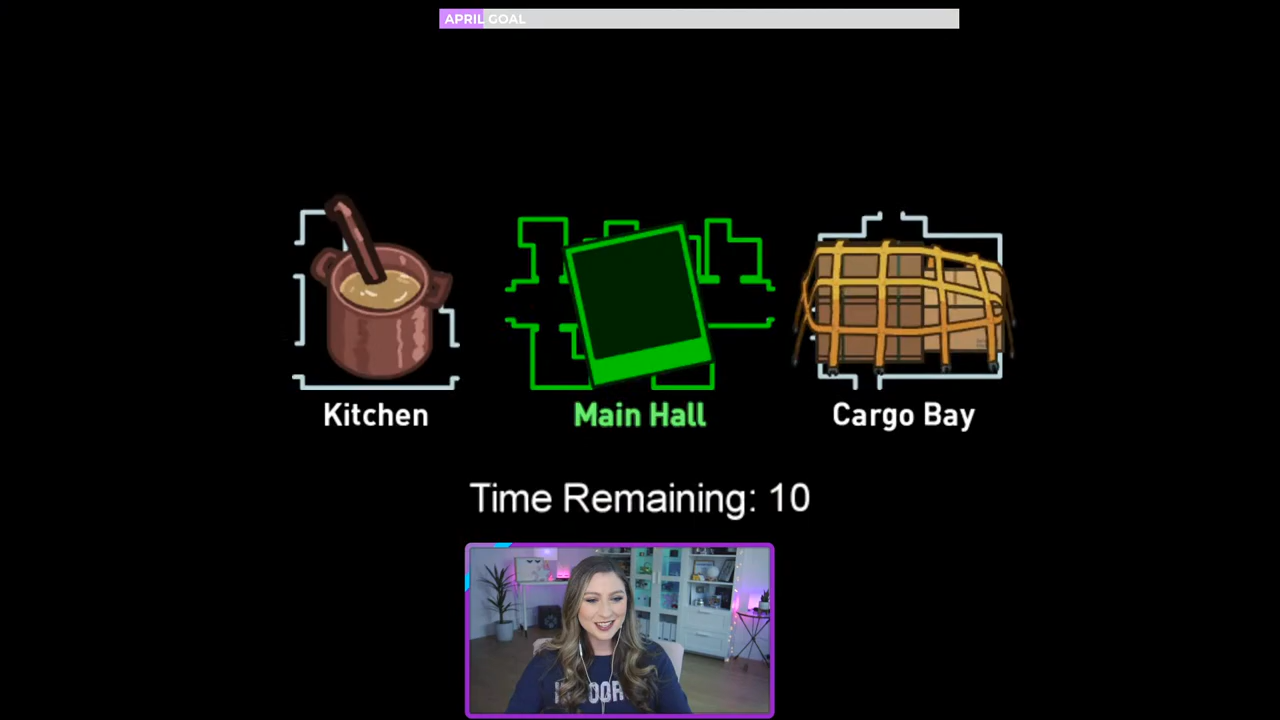 APRIL GOAL
Kitchen
Main Hall
Cargo Bay
Time Remaining: 10